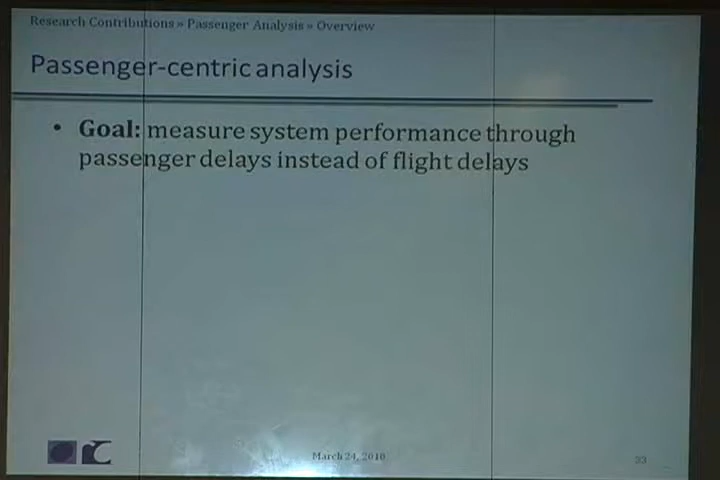 Research Contributions » Passenger Analysis » Overview
Passenger-centric analysis
• Goal: measure system performance through
passenger delays instead of flight delays
March 24, 2010
33